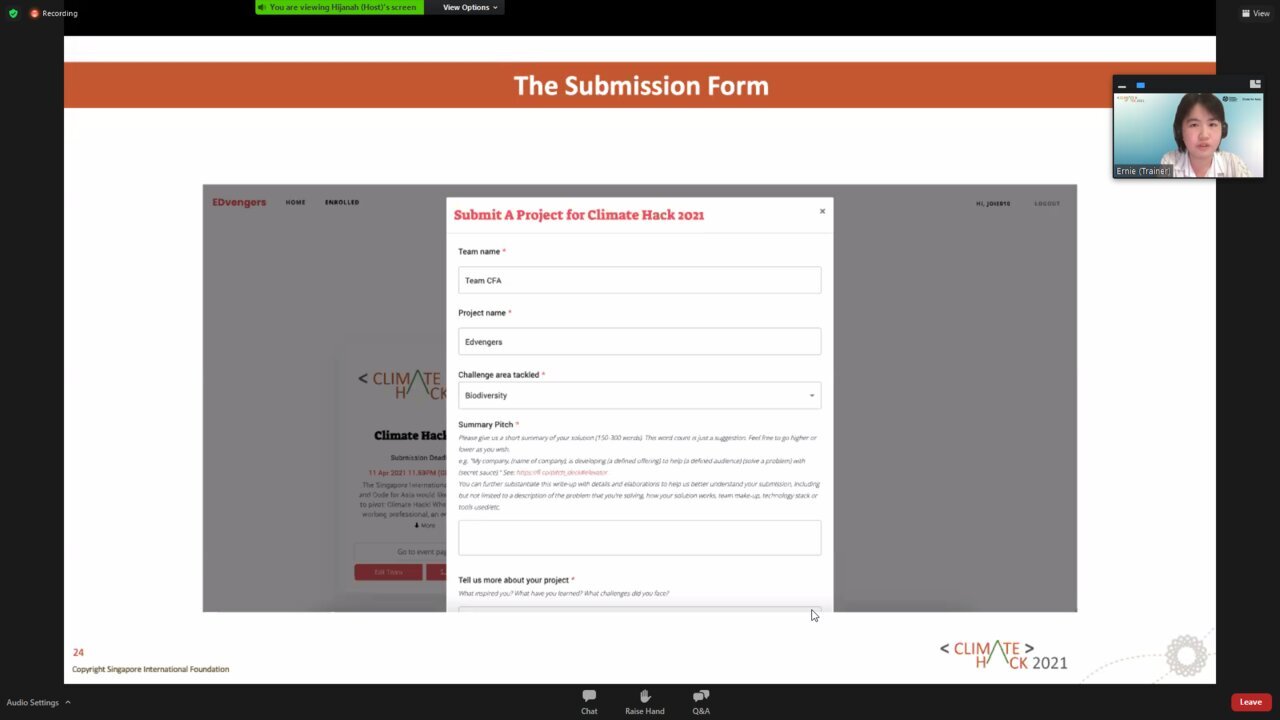 Recording
You are viewing Hijanah (Host)'s screen
View Options
View
The Submission Form
Ernie (Trainer)
EDvengers
HOME
ENROLLED
LOGOUT
Submit A Project for Climate Hack 2021
×
Team name *
Team CFA
Project name *
Edvengers
Challenge area tackled *
Biodiversity
Summary Pitch *
Please give us a short summary of your solution (150-300 words). This word count is just a suggestion. Feel free to go higher or
lower as you wish.
e.g. "My company, (name of company), is developing (a defined offering) to help (a defined audience) (solve a problem) with
(secret sauce)." See:
You can further substantiate this write-up with details and elaborations to help us better understand your submission, including
but not limited to a description of the problem that you're solving, how your solution works, team make-up, technology stack or
tools used/etc.
Tell us more about your project *
What inspired you? What have you learned? What challenges did you face?
< CLIMATE
HACK
Climate Hack
Submission Dead
11 Apr 2021 11.59PM
The Singapore Internationa
and Code for Asia would like
to pivot: Climate Hack! Whe
working professional, an
More
Go to event pag
Edit Team
24
Copyright Singapore International Foundation
< CLIMATE >
HACK 2021
Audio Settings
Chat
Raise Hand
Q&A
Leave